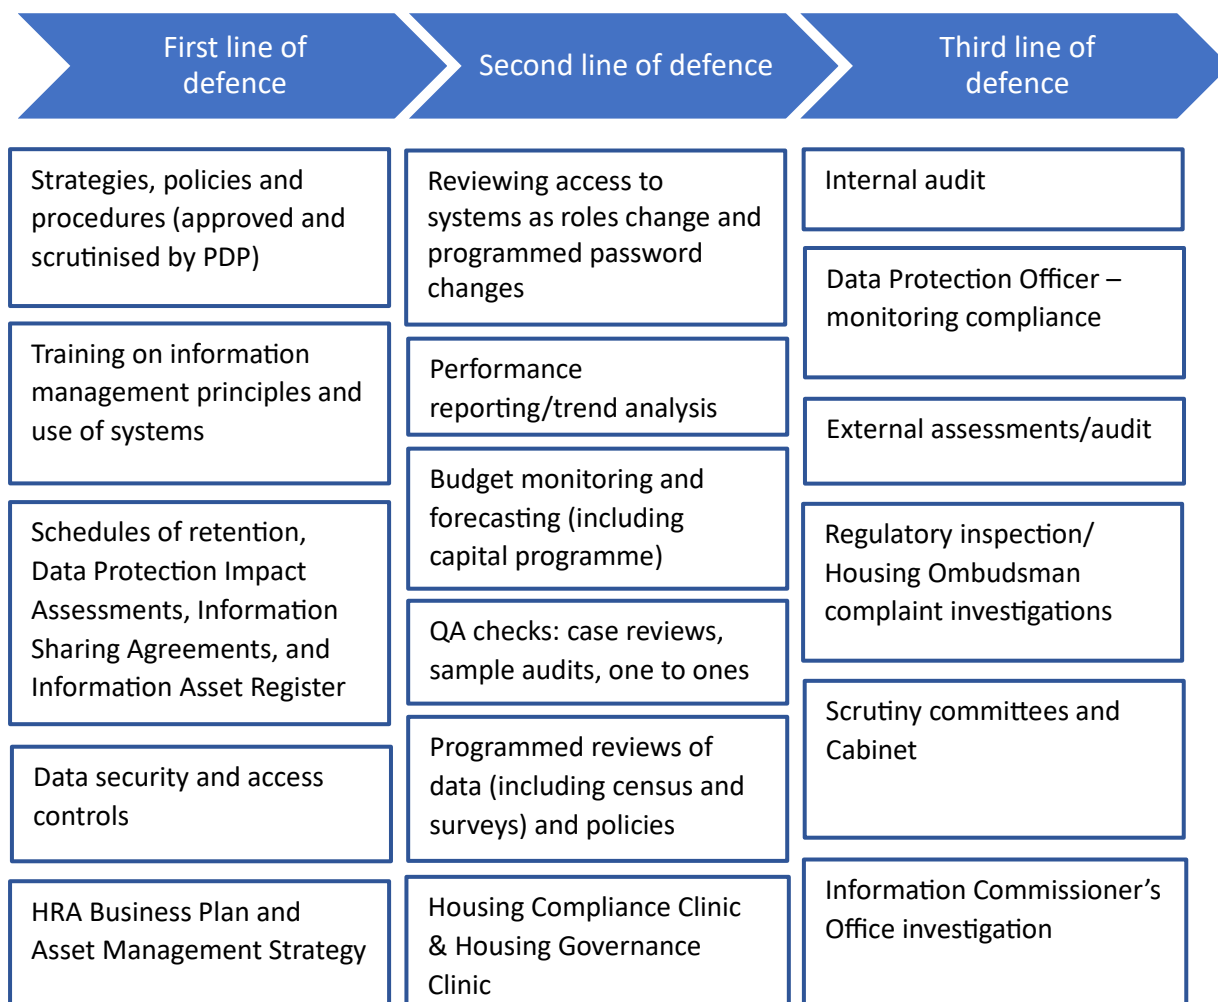 First line of
defence
Second line of defence
Third line of
defence
Strategies, policies and
procedures (approved and
scrutinised by PDP)
Training on information
management principles and
use of systems
Schedules of retention,
Data Protection Impact
Assessments, Information
Sharing Agreements, and
Information Asset Register
Data security and access
controls
HRA Business Plan and
Asset Management Strategy
Reviewing access to
systems as roles change and
programmed password
changes
Performance
reporting/trend analysis
Budget monitoring and
forecasting (including
capital programme)
QA checks: case reviews,
sample audits, one to ones
Programmed reviews of
data (including census and
surveys) and policies
Housing Compliance Clinic
& Housing Governance
Clinic
Internal audit
Data Protection Officer –
monitoring compliance
External assessments/audit
Regulatory inspection/
Housing Ombudsman
complaint investigations
Scrutiny committees and
Cabinet
Information Commissioner’s
Office investigation